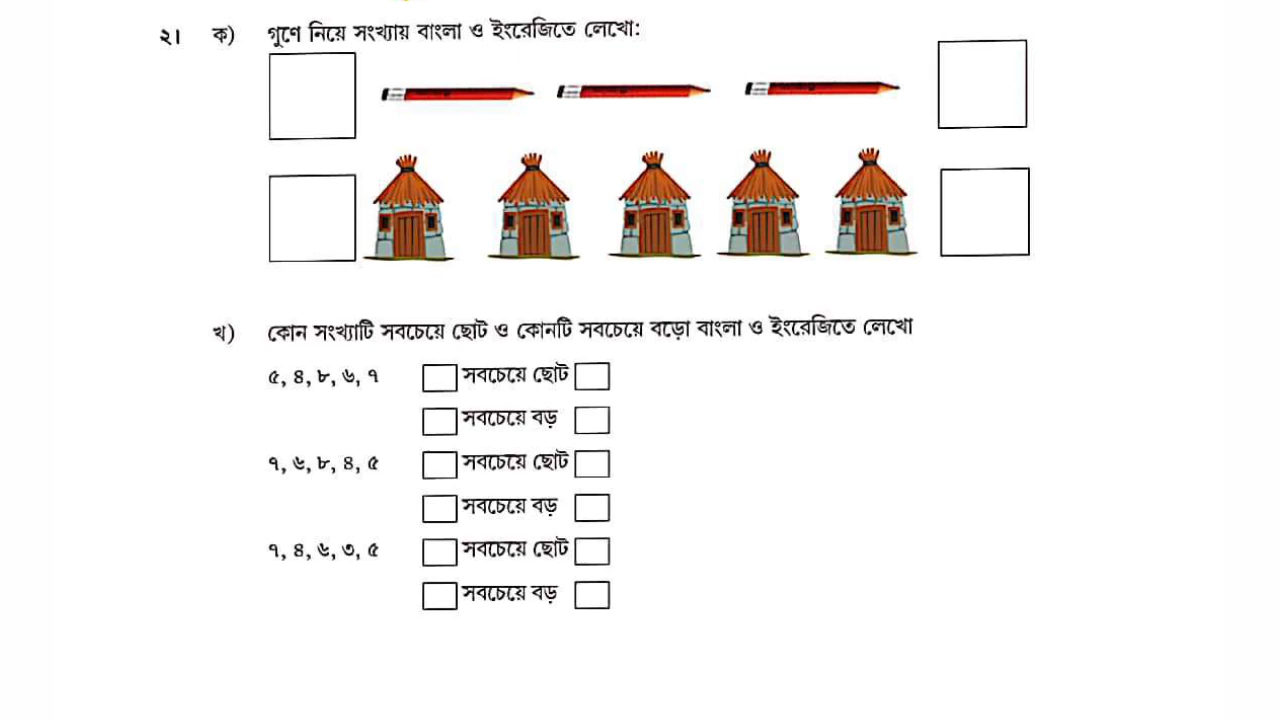 ২। ক) গুণে নিয়ে সংখ্যায় বাংলা ও ইংরেজিতে লেখো:
খ) কোন সংখ্যাটি সবচেয়ে ছোট ও কোনটি সবচেয়ে বড়ো বাংলা ও ইংরেজিতে লেখো
৫, ৪, ৮, ৬, ৭ সবচেয়ে ছোট
সবচেয়ে বড়
৭, ৬, ৮, ৪, ৫ সবচেয়ে ছোট
সবচেয়ে বড়
৭, ৪, ৬, ৩, ৫ সবচেয়ে ছোট
সবচেয়ে বড়